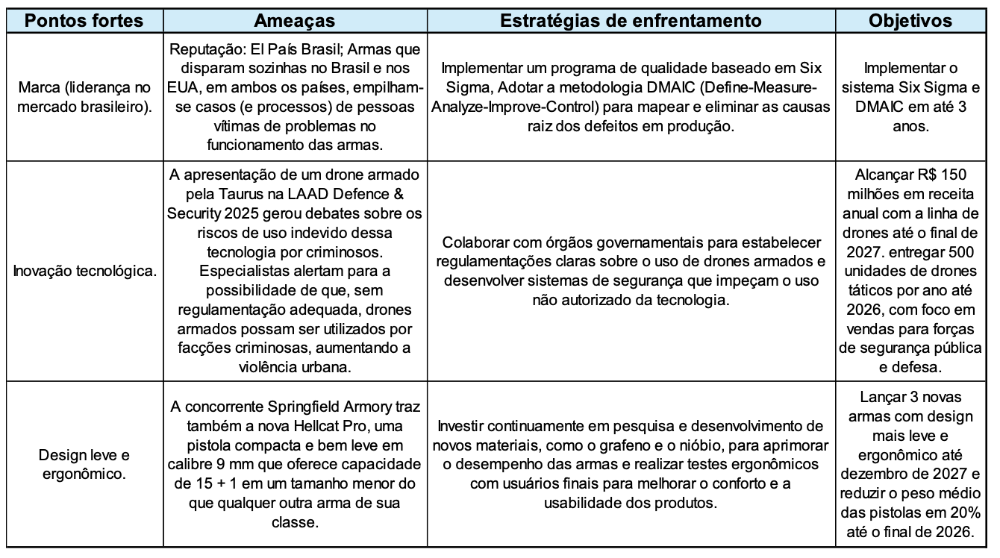 Pontos fortes
Ameaças
Estratégias de enfrentamento
Objetivos
Marca (liderança no
mercado brasileiro).
Reputação: El País Brasil; Armas que
disparam sozinhas no Brasil e nos
EUA, em ambos os países, empilham-
se casos (e processos) de pessoas
vítimas de problemas no
funcionamento das armas.
Implementar um programa de qualidade baseado em Six
Sigma, Adotar a metodologia DMAIC (Define-Measure-
Analyze-Improve-Control) para mapear e eliminar as causas
raiz dos defeitos em produção.
Implementar o
sistema Six Sigma e
DMAIC em até 3
anos.
Inovação tecnológica.
A apresentação de um drone armado
pela Taurus na LAAD Defence &
Security 2025 gerou debates sobre os
riscos de uso indevido dessa
tecnologia por criminosos.
Especialistas alertam para a
possibilidade de que, sem
regulamentação adequada, drones
armados possam ser utilizados por
facções criminosas, aumentando a
violência urbana.
Colaborar com órgãos governamentais para estabelecer
regulamentações claras sobre o uso de drones armados e
desenvolver sistemas de segurança que impeçam o uso
não autorizado da tecnologia.
Alcançar R$ 150
milhões em receita
anual com a linha de
drones até o final de
2027. entregar 500
unidades de drones
táticos por ano até
2026, com foco em
vendas para forças
de segurança pública
e defesa.
Design leve e
ergonômico.
A concorrente Springfield Armory traz
também a nova Hellcat Pro, uma
pistola compacta e bem leve em
calibre 9 mm que oferece capacidade
de 15 + 1 em um tamanho menor do
que qualquer outra arma de sua
classe.
Investir continuamente em pesquisa e desenvolvimento de
novos materiais, como o grafeno e o nióbio, para aprimorar
o desempenho das armas e realizar testes ergonômicos
com usuários finais para melhorar o conforto e a
usabilidade dos produtos.
Lançar 3 novas
armas com design
mais leve e
ergonômico até
dezembro de 2027 e
reduzir o peso médio
das pistolas em 20%
até o final de 2026.